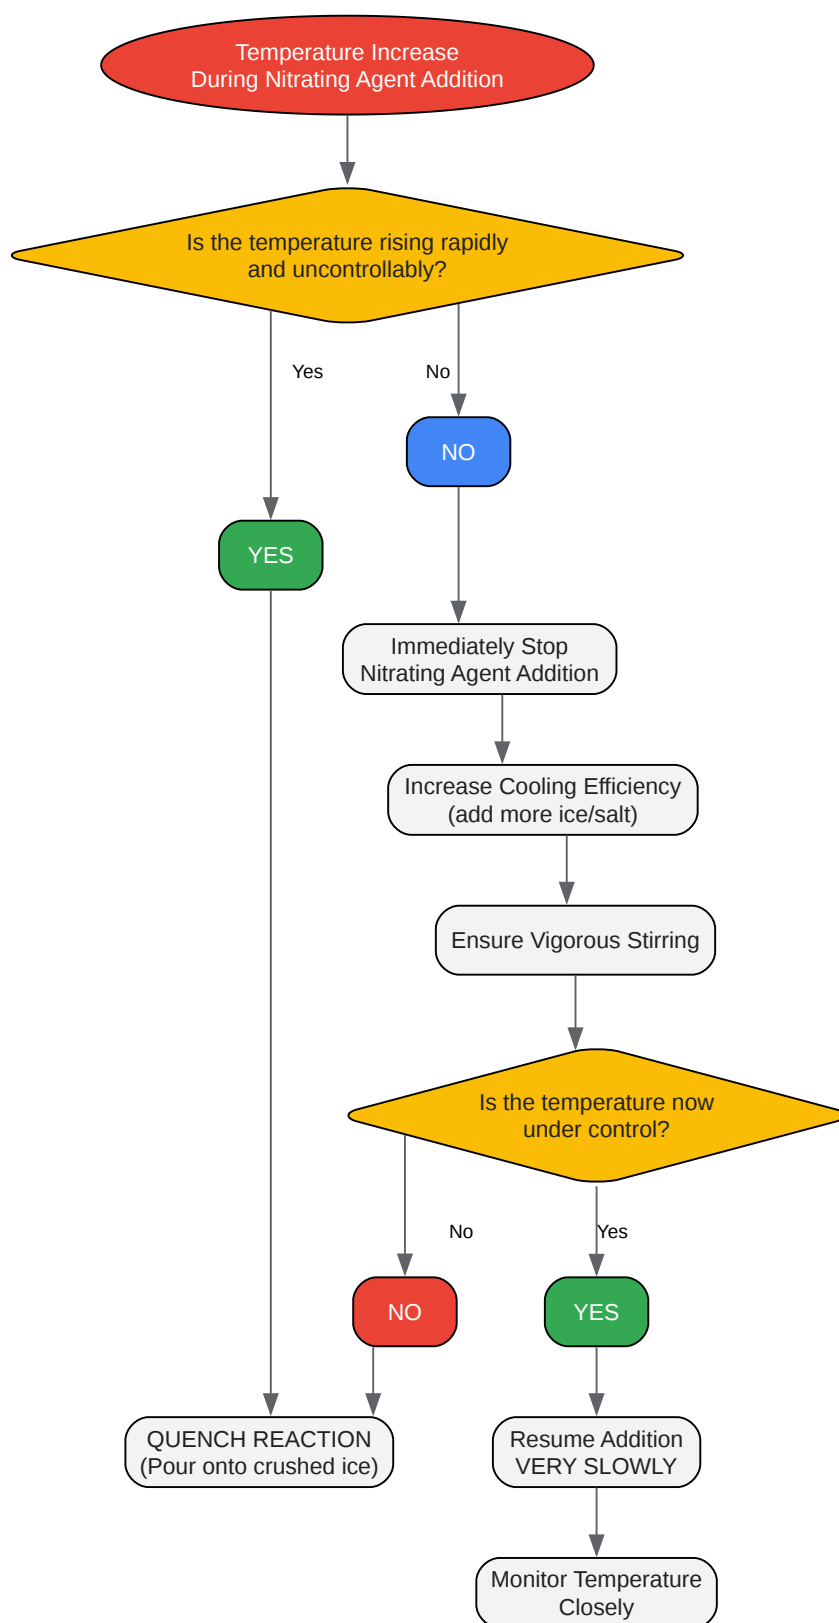 Temperature Increase
During Nitrating Agent Addition
Is the temperature rising rapidly
and uncontrollably?
Yes
No
NO
YES
Immediately Stop
Nitrating Agent Addition
Increase Cooling Efficiency
(add more ice/salt)
Ensure Vigorous Stirring
Is the temperature now
under control?
No
Yes
NO
YES
QUENCH REACTION
(Pour onto crushed ice)
Resume Addition
VERY SLOWLY
Monitor Temperature
Closely